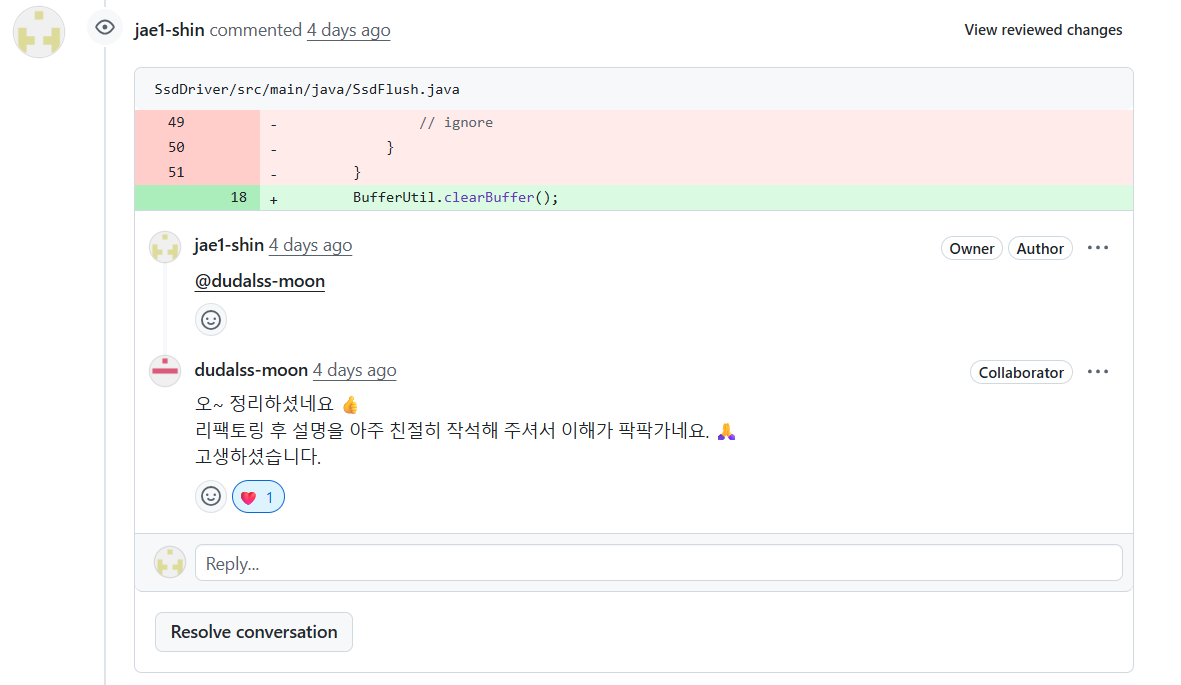 jae1-shin commented 4 days ago View reviewed changes
SsdDriver/src/main/java/SsdFlush.java
49 - // ignore
50 - }
51 - }
18 + BufferUtil.clearBuffer();
jae1-shin 4 days ago Owner Author ...
@dudalss-moon
dudalss-moon 4 days ago Collaborator ...
오~ 정리하셨네요 👍
리팩토링 후 설명을 아주 친절히 작석해 주셔서 이해가 팍팍가네요. 🙏
고생하셨습니다.
❤️ 1
Reply...
Resolve conversation